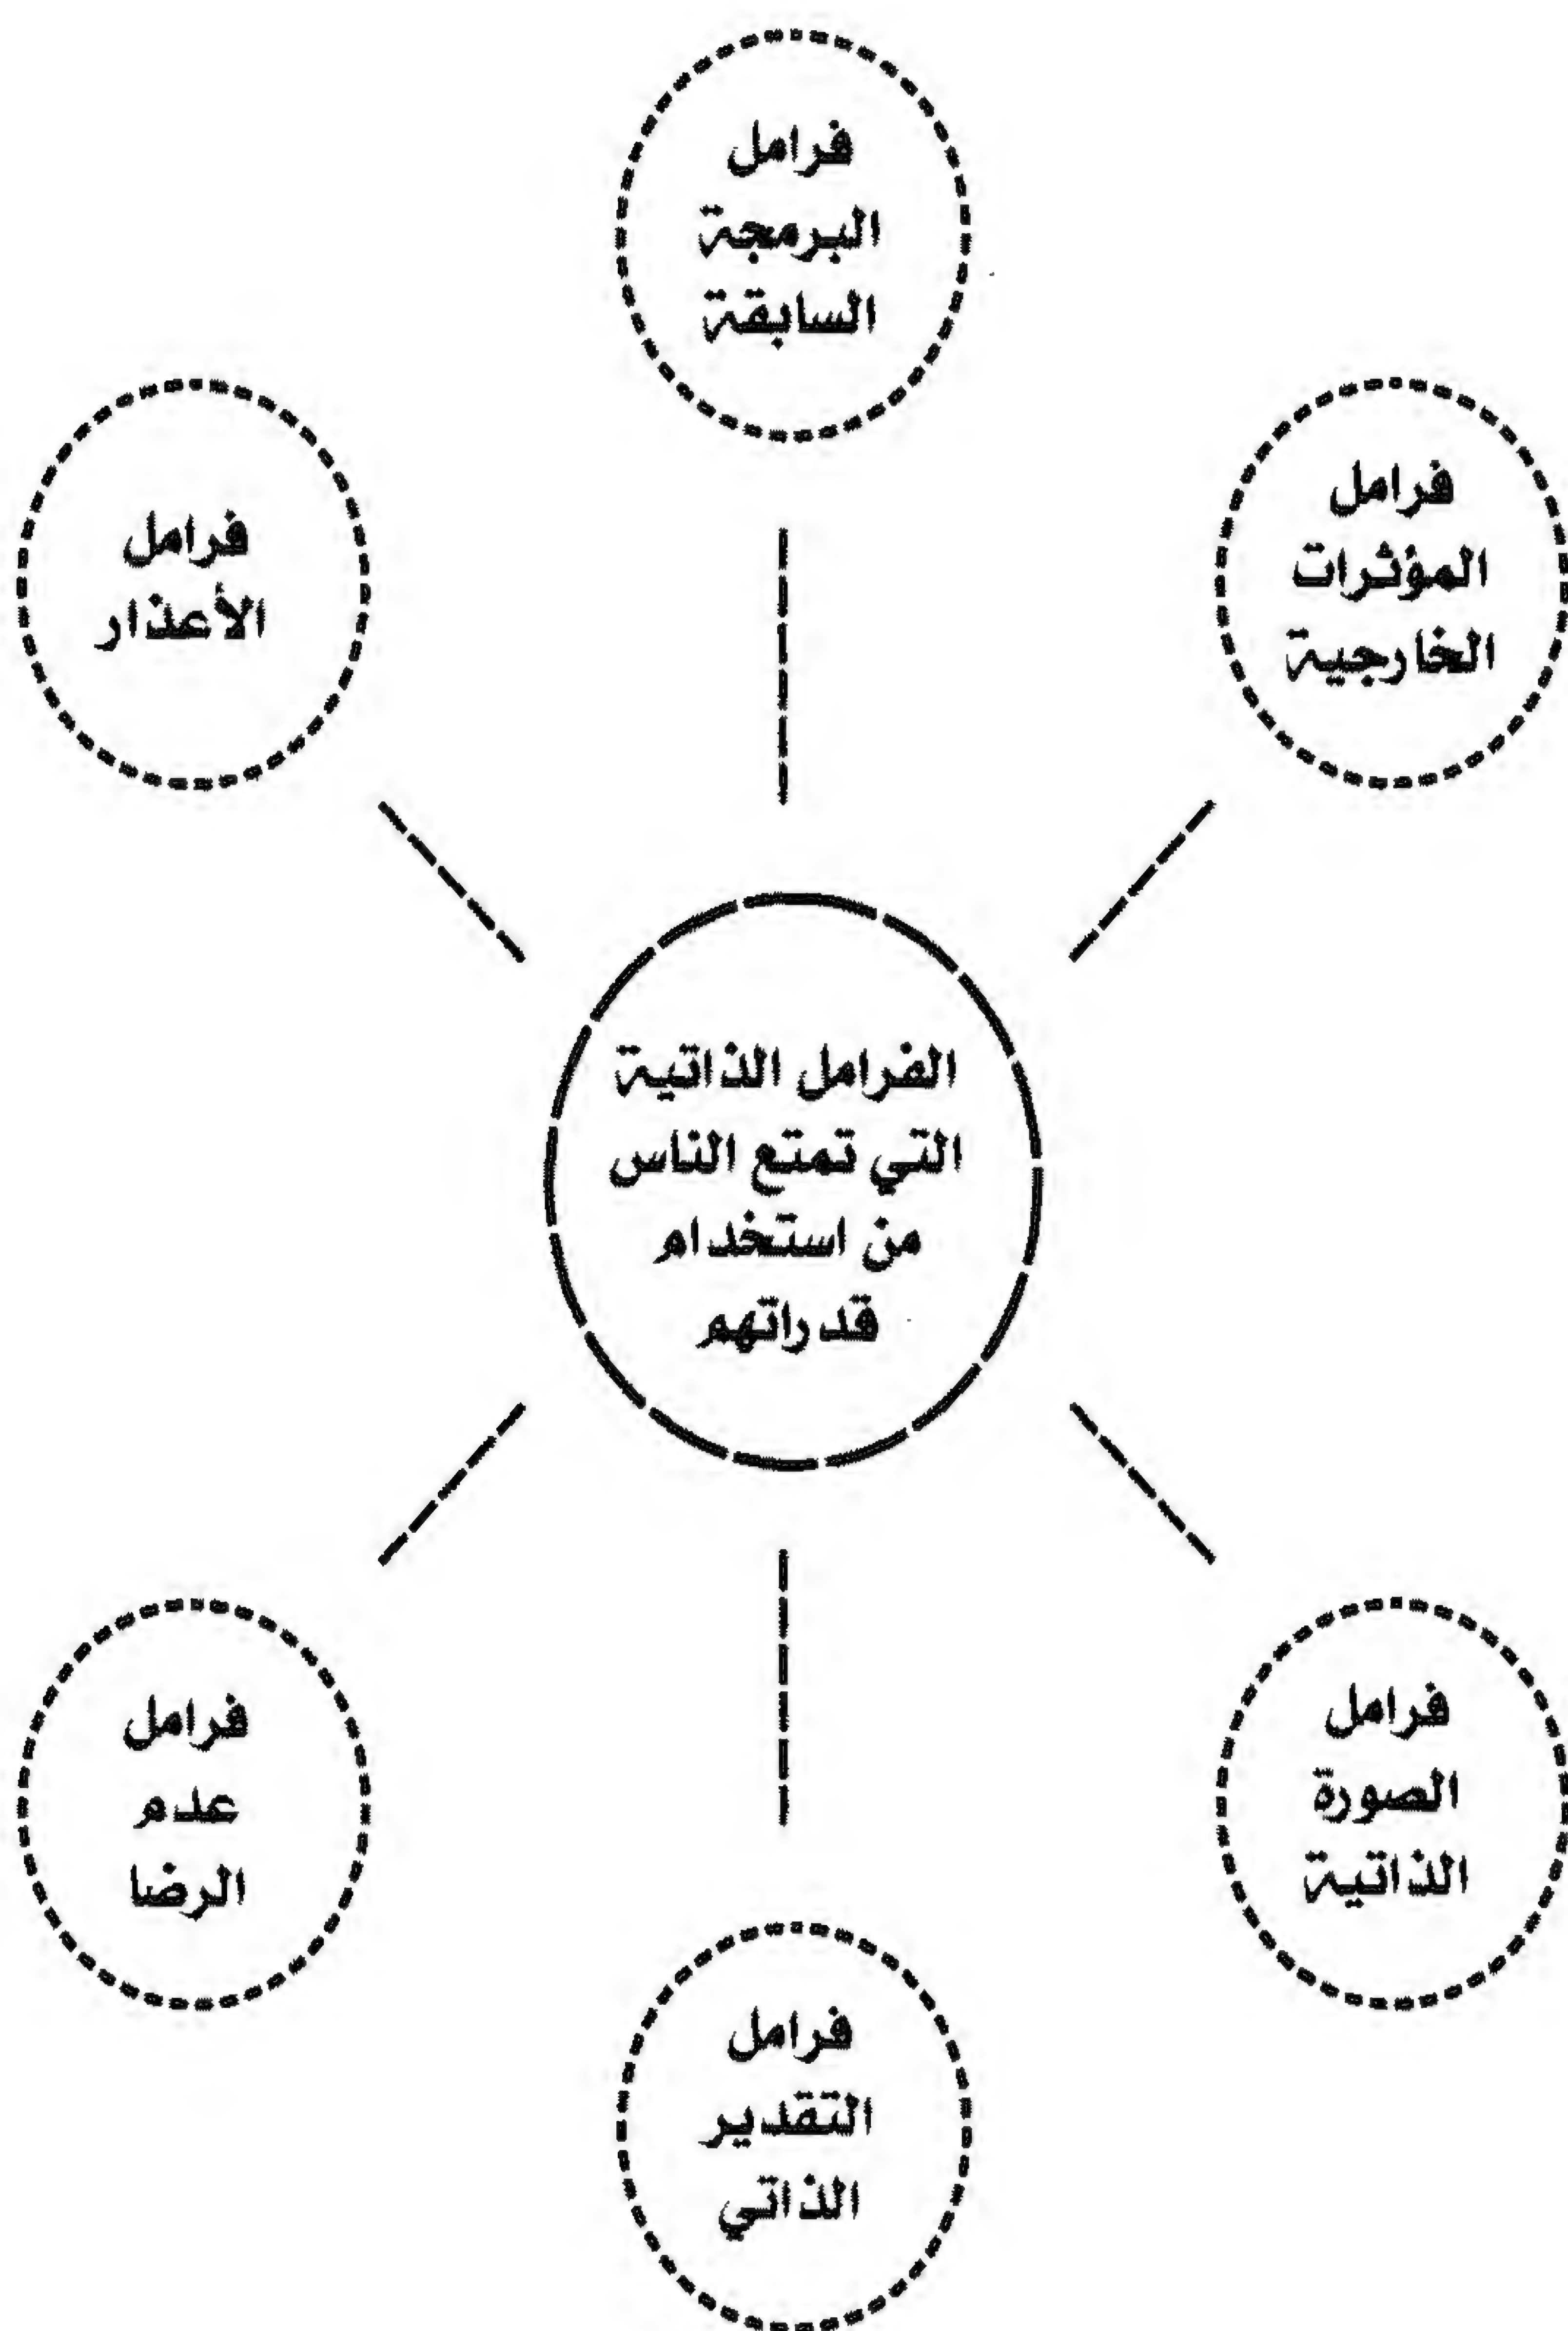 فرامل
البرمجة
السابقة
فرامل
المؤثرات
الخارجية
فرامل
الأعذار
الفرامل الذاتية
التي تمتع الناس
من استخدام
قدراتهم
فرامل
الصورة
الذاتية
فرامل
عدم
الرضا
فرامل
التقدير
الذاتي